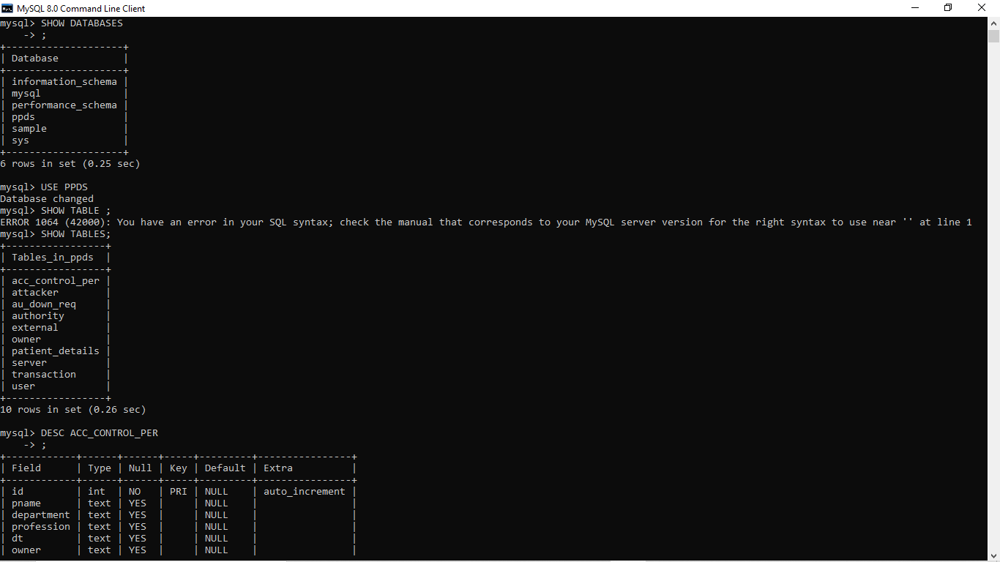 MySQL 8.0 Command Line Client
mysql> SHOW DATABASES
    -> ;
+--------------------+
| Database           |
+--------------------+
| information_schema |
| mysql              |
| performance_schema |
| ppds               |
| sample             |
| sys                |
+--------------------+
6 rows in set (0.25 sec)

mysql> USE PPDS
Database changed
mysql> SHOW TABLE ;
ERROR 1064 (42000): You have an error in your SQL syntax; check the manual that corresponds to your MySQL server version for the right syntax to use near '' at line 1
mysql> SHOW TABLES;
+-----------------+
| Tables_in_ppds  |
+-----------------+
| acc_control_per |
| attacker        |
| au_down_req     |
| authority       |
| external        |
| owner           |
| patient_details |
| server          |
| transaction     |
| user            |
+-----------------+
10 rows in set (0.26 sec)

mysql> DESC ACC_CONTROL_PER
    -> ;
+------------+------+------+-----+---------+----------------+
| Field      | Type | Null | Key | Default | Extra          |
+------------+------+------+-----+---------+----------------+
| id         | int  | NO   | PRI | NULL    | auto_increment |
| pname      | text | YES  |     | NULL    |                |
| department | text | YES  |     | NULL    |                |
| profession | text | YES  |     | NULL    |                |
| dt         | text | YES  |     | NULL    |                |
| owner      | text | YES  |     | NULL    |                |